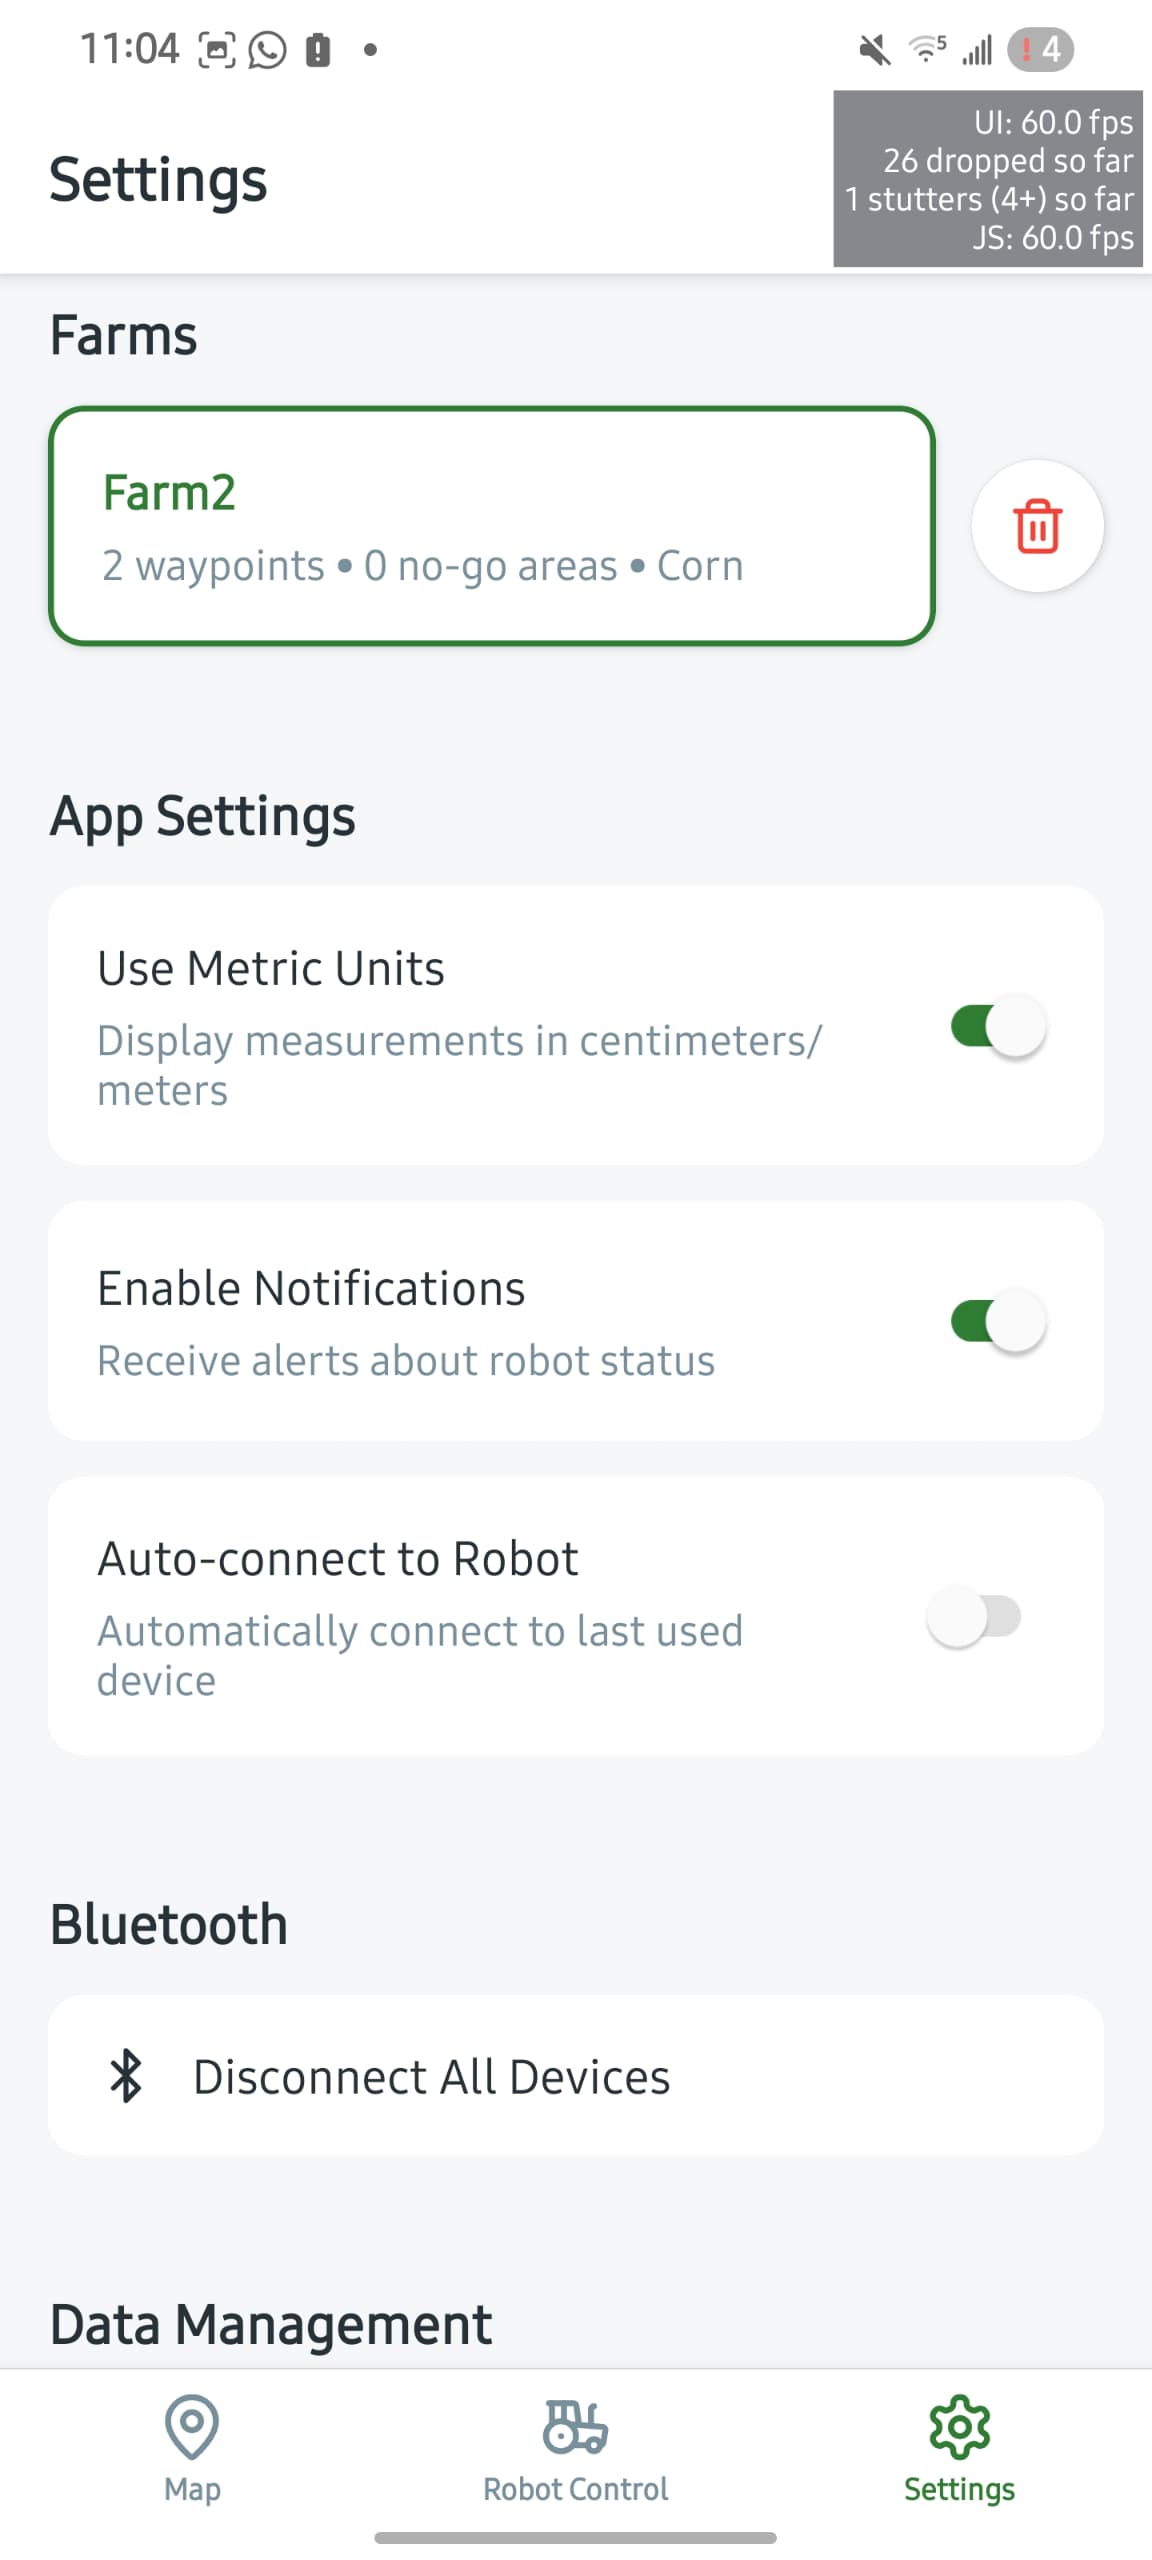 11:04
5
! 4
UI: 60.0 fps
26 dropped so far
1 stutters (4+) so far
JS: 60.0 fps
Settings
Farms
Farm2
2 waypoints • 0 no-go areas • Corn
App Settings
Use Metric Units
Display measurements in centimeters/
meters
Enable Notifications
Receive alerts about robot status
Auto-connect to Robot
Automatically connect to last used
device
Bluetooth
Disconnect All Devices
Data Management
Map
Robot Control
Settings